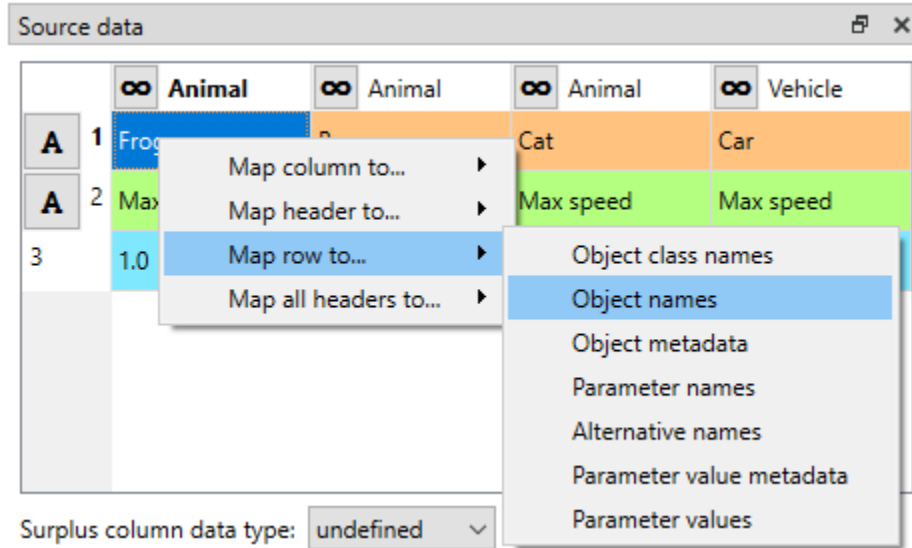 Source data
Animal Animal Animal Vehicle
A 1 Frog Cat Car
A 2 Max speed Max speed
3 1.0
Map column to...
Map header to...
Map row to...
Map all headers to...
Object class names
Object names
Object metadata
Parameter names
Alternative names
Parameter value metadata
Parameter values
Surplus column data type: undefined